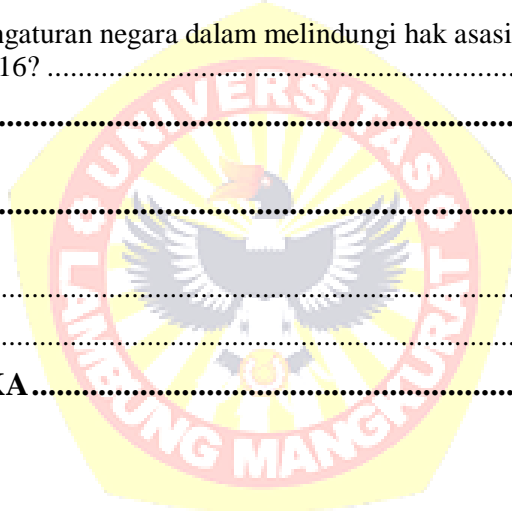 ngaturan negara dalam melindungi hak asasi
16? ................................................................
................................................................
................................................................
................................................................
................................................................
KA ................................................................
UNIVERSITAS
LAMBUNG MANGKURAT